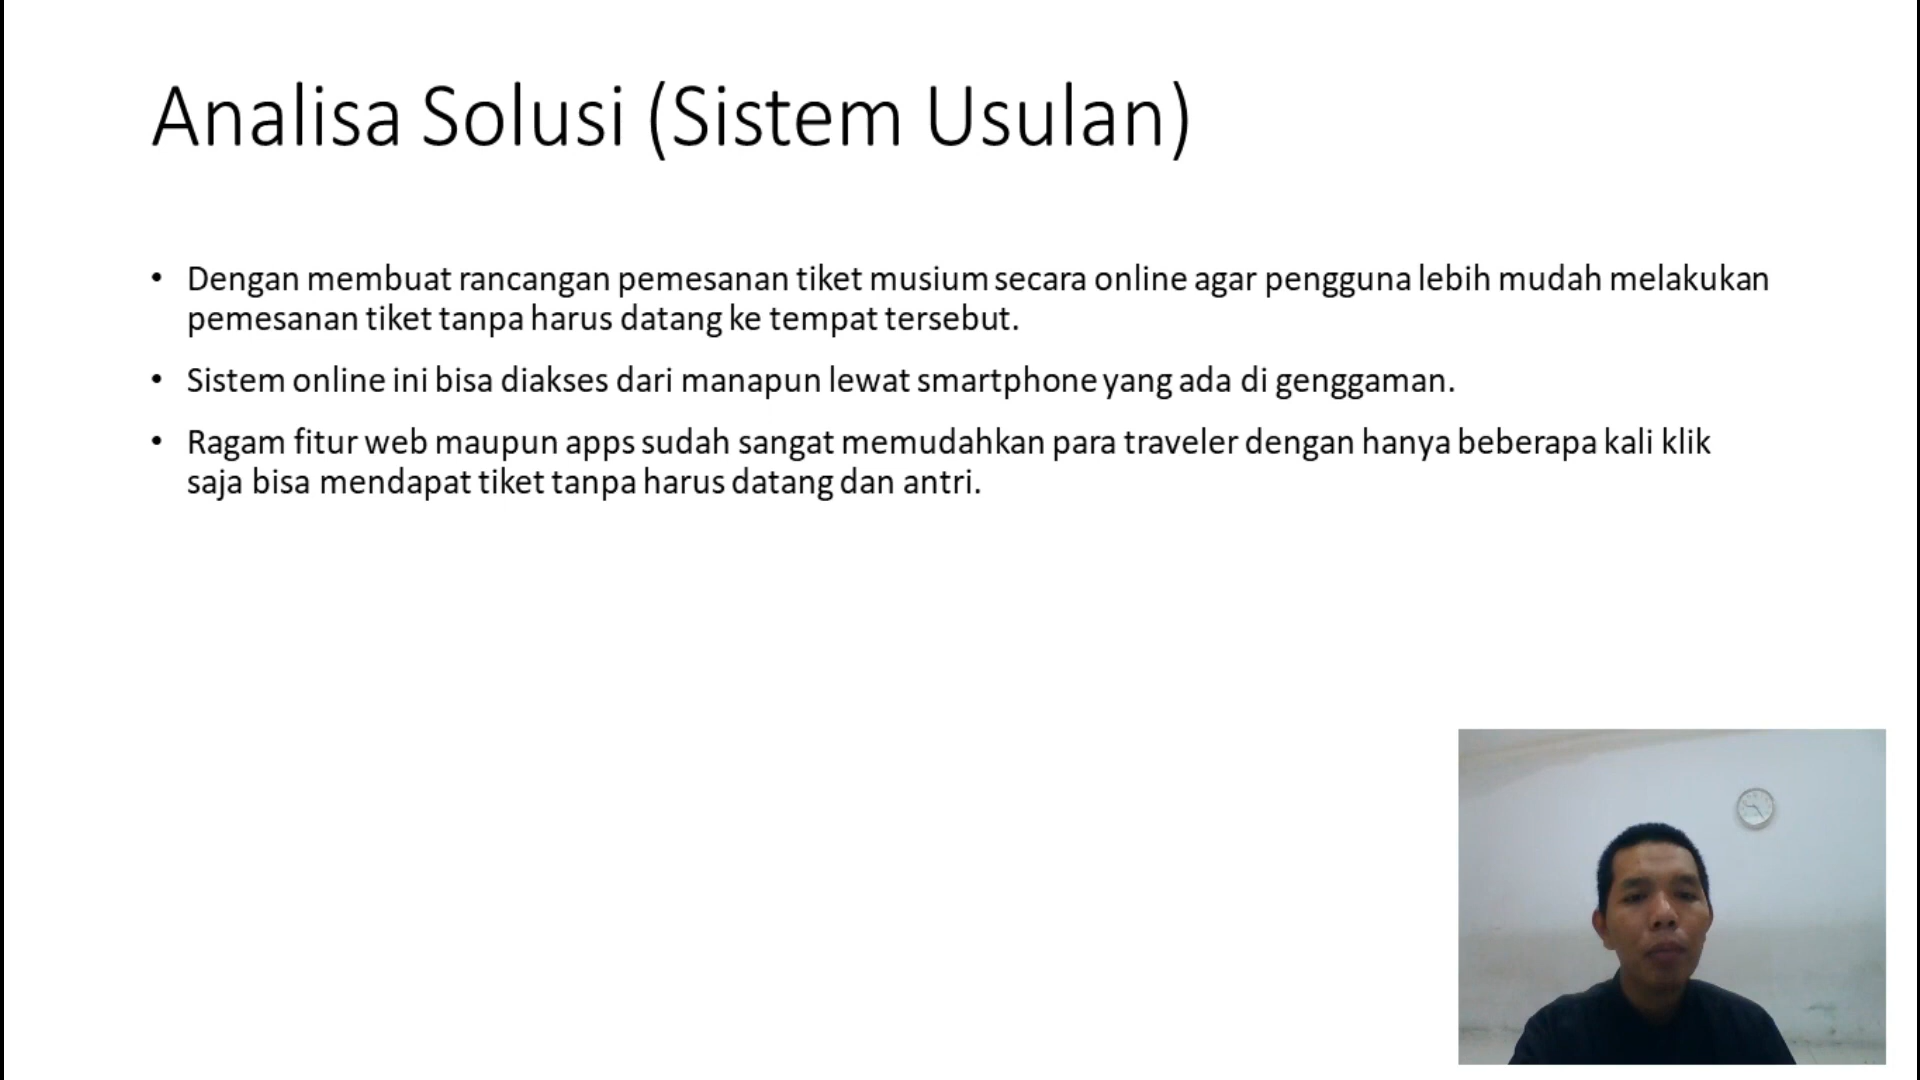 Analisa Solusi (Sistem Usulan)
• Dengan membuat rancangan pemesanan tiket musium secara online agar pengguna lebih mudah melakukan
pemesanan tiket tanpa harus datang ke tempat tersebut.
• Sistem online ini bisa diakses dari manapun lewat smartphone yang ada di genggaman.
• Ragam fitur web maupun apps sudah sangat memudahkan para traveler dengan hanya beberapa kali klik
saja bisa mendapat tiket tanpa harus datang dan antri.